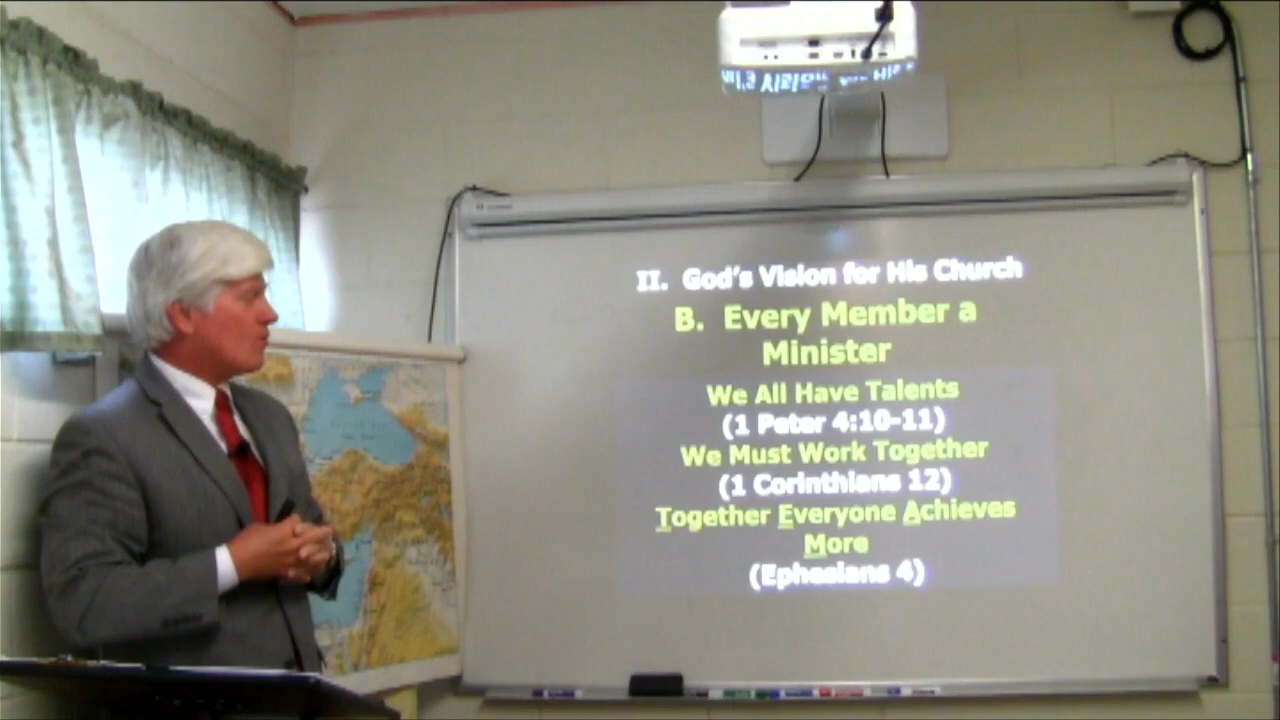 II. God's Vision for His Church
B. Every Member a
Minister
We All Have Talents
(1 Peter 4:10-11)
We Must Work Together
(1 Corinthians 12)
Together Everyone Achieves
More
(Ephesians 4)